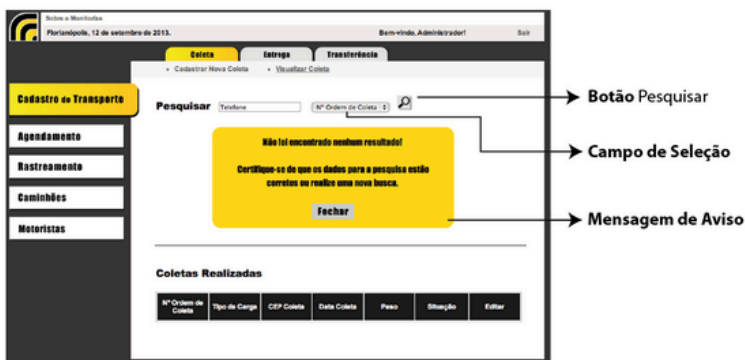 Sobre o Monitoriza
Florianópolis, 12 de setembro de 2013.
Bem-vindo, Administrador!
Sair
Coleta
Entrega
Transferência
• Cadastrar Nova Coleta
• Visualizar Coleta
Cadastro de Transporte
Agendamento
Rastreamento
Caminhões
Motoristas
Pesquisar
Telefone
Nº Ordem de Coleta
Botão Pesquisar
Campo de Seleção
Não foi encontrado nenhum resultado!
Certifique-se de que os dados para a pesquisa estão
corretos ou realize uma nova busca.
Fechar
Mensagem de Aviso
Coletas Realizadas
Nº Ordem de Coleta
Tipo de Carga
CEP Coleta
Data Coleta
Peso
Situação
Editar